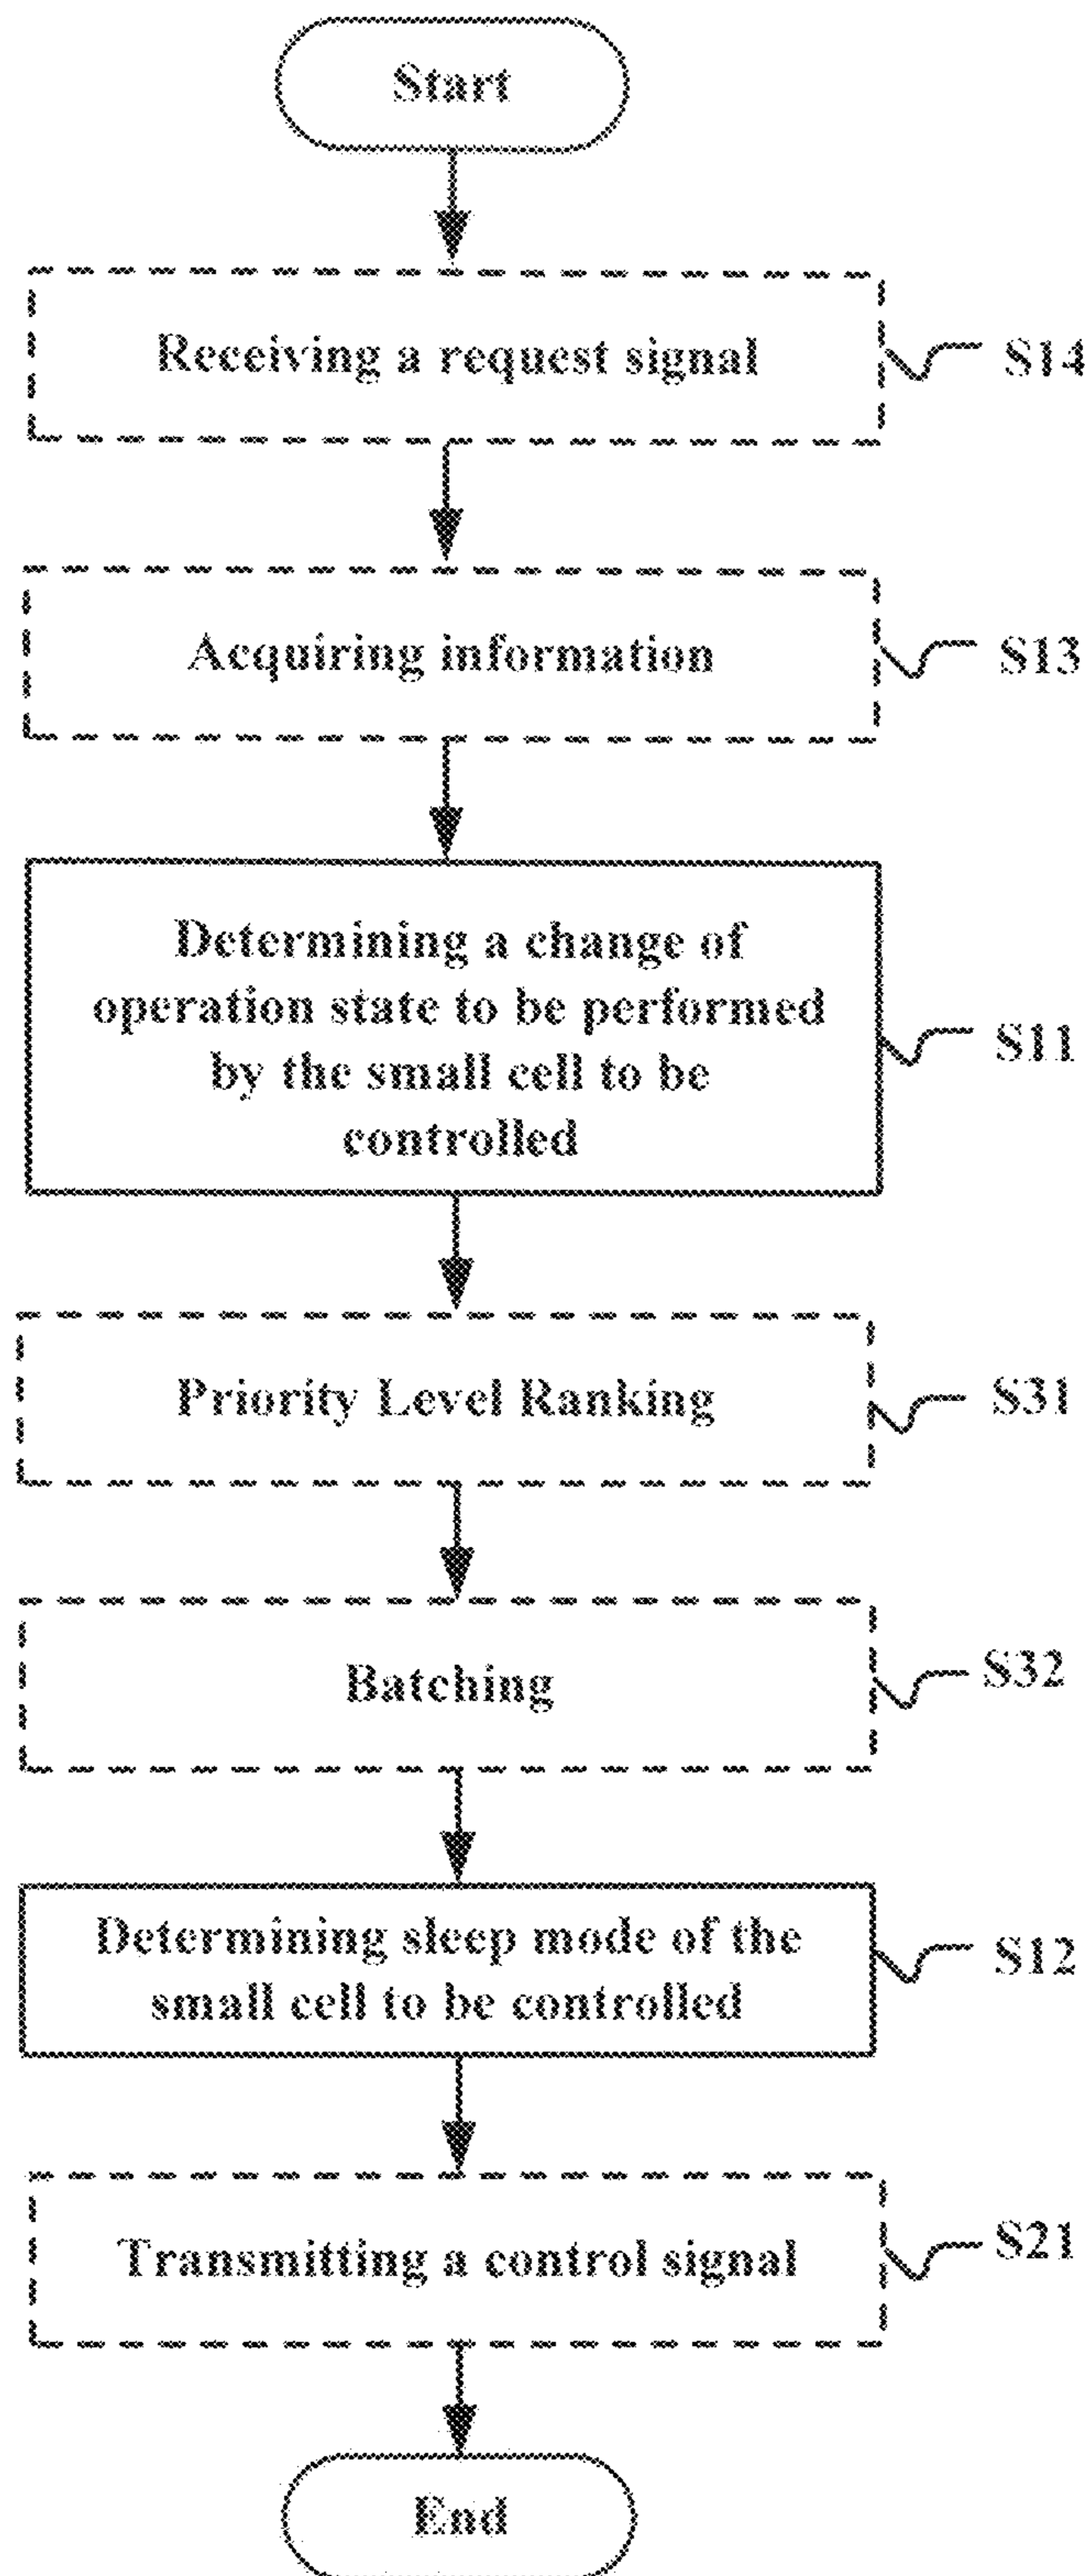 Start
Receiving a request signal
S14
Acquiring information
S13
Determining a change of
operation state to be performed
by the small cell to be
controlled
S11
Priority Level Ranking
S31
Batching
S32
Determining sleep mode of the
small cell to be controlled
S12
Transmitting a control signal
S21
End